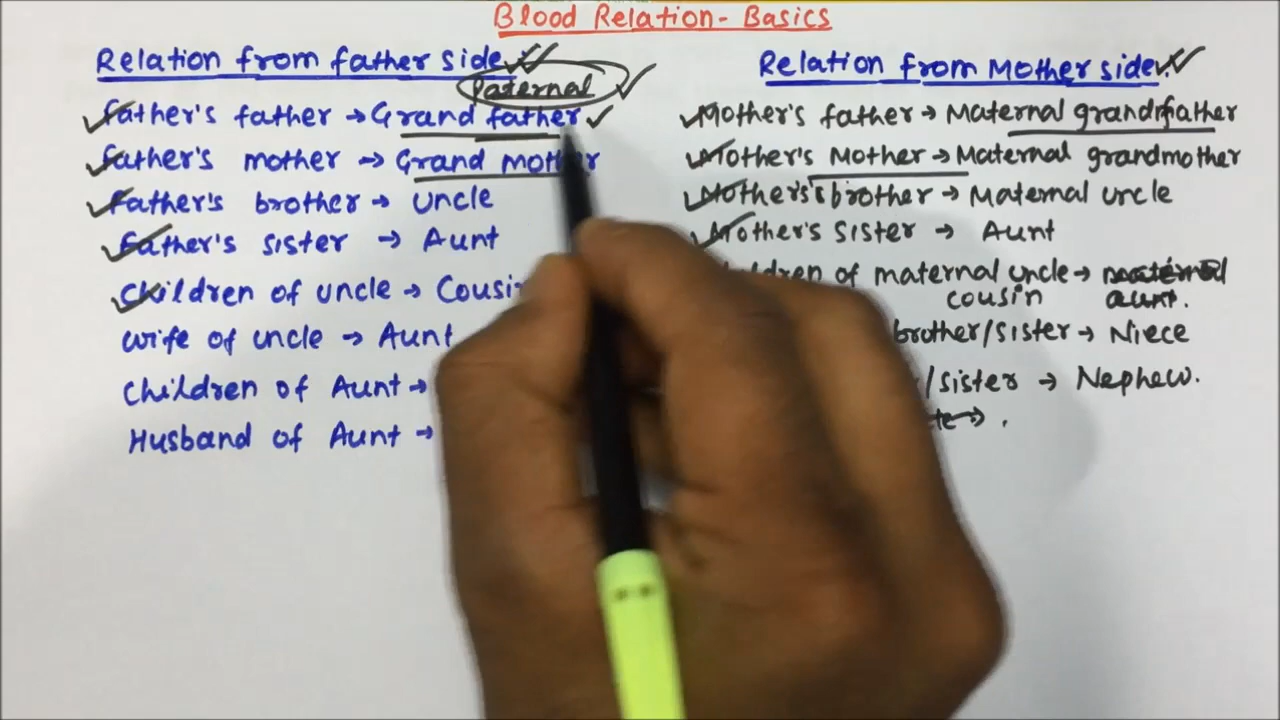 Blood Relation- Basics
Relation from father side
Paternal
Father's father → Grand father
Father's mother → Grand mother
Father's brother → uncle
Father's sister → Aunt
Children of uncle → Cousin
wife of uncle → Aunt
Children of Aunt →
Husband of Aunt →
Relation from Mother side.
Mother's father → Maternal grandfather
Mother's Mother → Maternal grandmother
Mother's brother → Maternal uncle
Mother's Sister → Aunt
of maternal uncle →
cousin aunt.
brother/sister → Niece
/sister → Nephew.